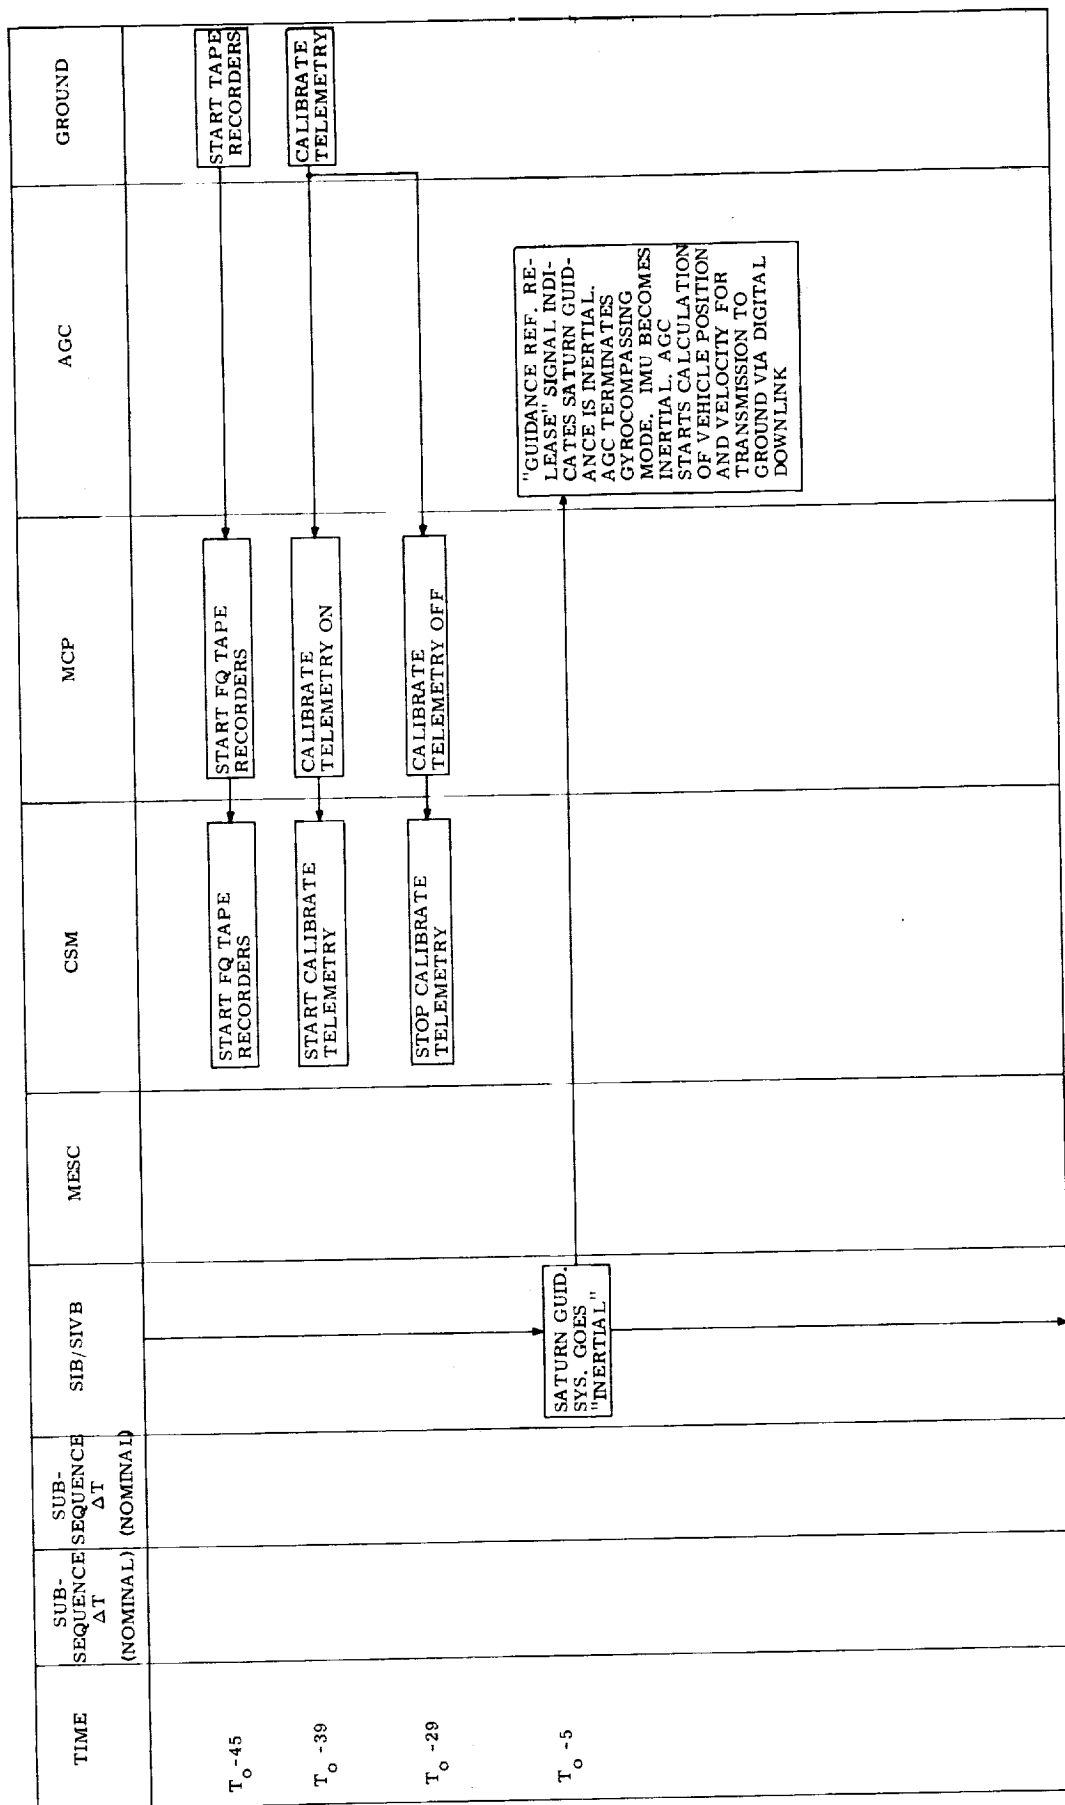 TIME
SUB-
SEQUENCE
ΔT
(NOMINAL)
SUB-
SEQUENCE
ΔT
(NOMINAL)
SIB/SIVB
MESC
CSM
MCP
AGC
GROUND
T₀ -45
START FQ TAPE
RECORDERS
START FQ TAPE
RECORDERS
START TAPE
RECORDERS
T₀ -39
START CALIBRATE
TELEMETRY
CALIBRATE
TELEMETRY ON
CALIBRATE
TELEMETRY
T₀ -29
STOP CALIBRATE
TELEMETRY
CALIBRATE
TELEMETRY OFF
T₀ -5
SATURN GUID.
SYS. GOES
"INERTIAL"
"GUIDANCE REF. RE-
LEASE" SIGNAL INDI-
CATES SATURN GUID-
ANCE IS INERTIAL.
AGC TERMINATES
GYROCOMPASSING
MODE. IMU BECOMES
INERTIAL. AGC
STARTS CALCULATION
OF VEHICLE POSITION
AND VELOCITY FOR
TRANSMISSION TO
GROUND VIA DIGITAL
DOWNLINK